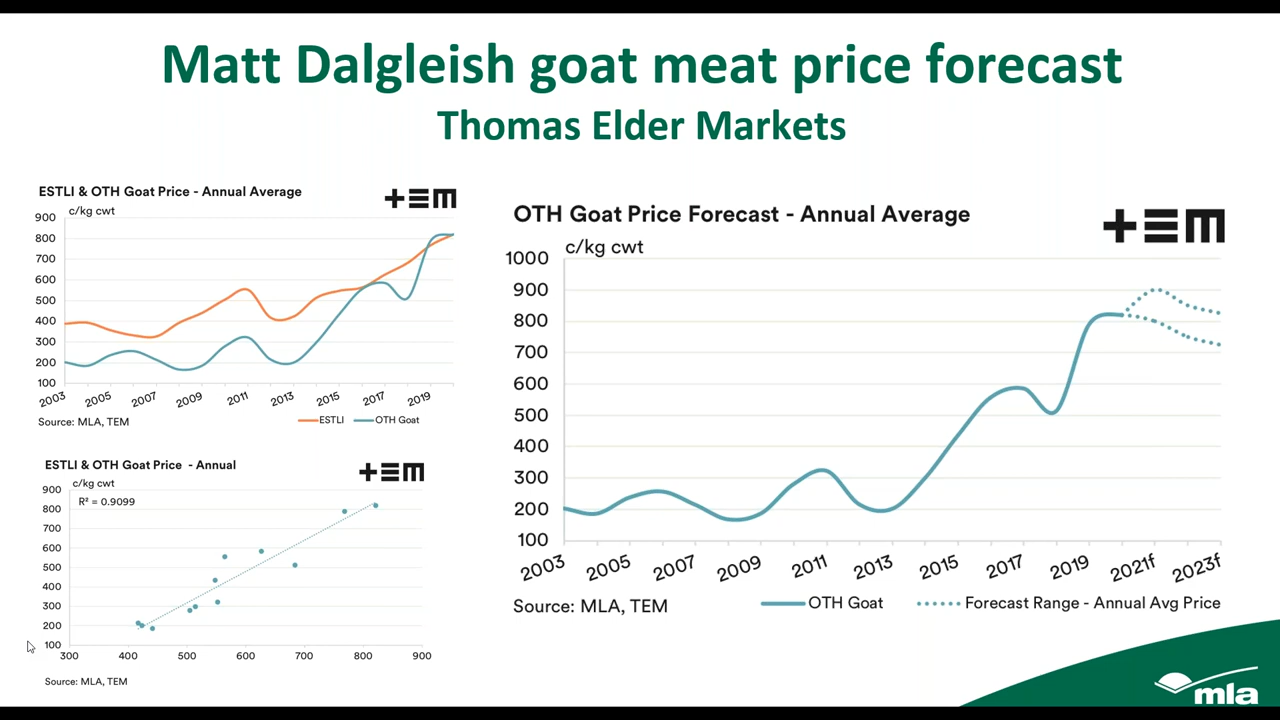 Matt Dalgleish goat meat price forecast
Thomas Elder Markets
ESTLI & OTH Goat Price - Annual Average
c/kg cwt
900
800
700
600
500
400
300
200
100
2003 2005 2007 2009 2011 2013 2015 2017 2019
Source: MLA, TEM
ESTLI OTH Goat
ESTLI & OTH Goat Price - Annual
c/kg cwt
R² = 0.9099
900
800
700
600
500
400
300
200
100
300 400 500 600 700 800 900
Source: MLA, TEM
OTH Goat Price Forecast - Annual Average
c/kg cwt
1000
900
800
700
600
500
400
300
200
100
2003 2005 2007 2009 2011 2013 2015 2017 2019 2021f 2023f
Source: MLA, TEM
OTH Goat Forecast Range - Annual Avg Price
mla